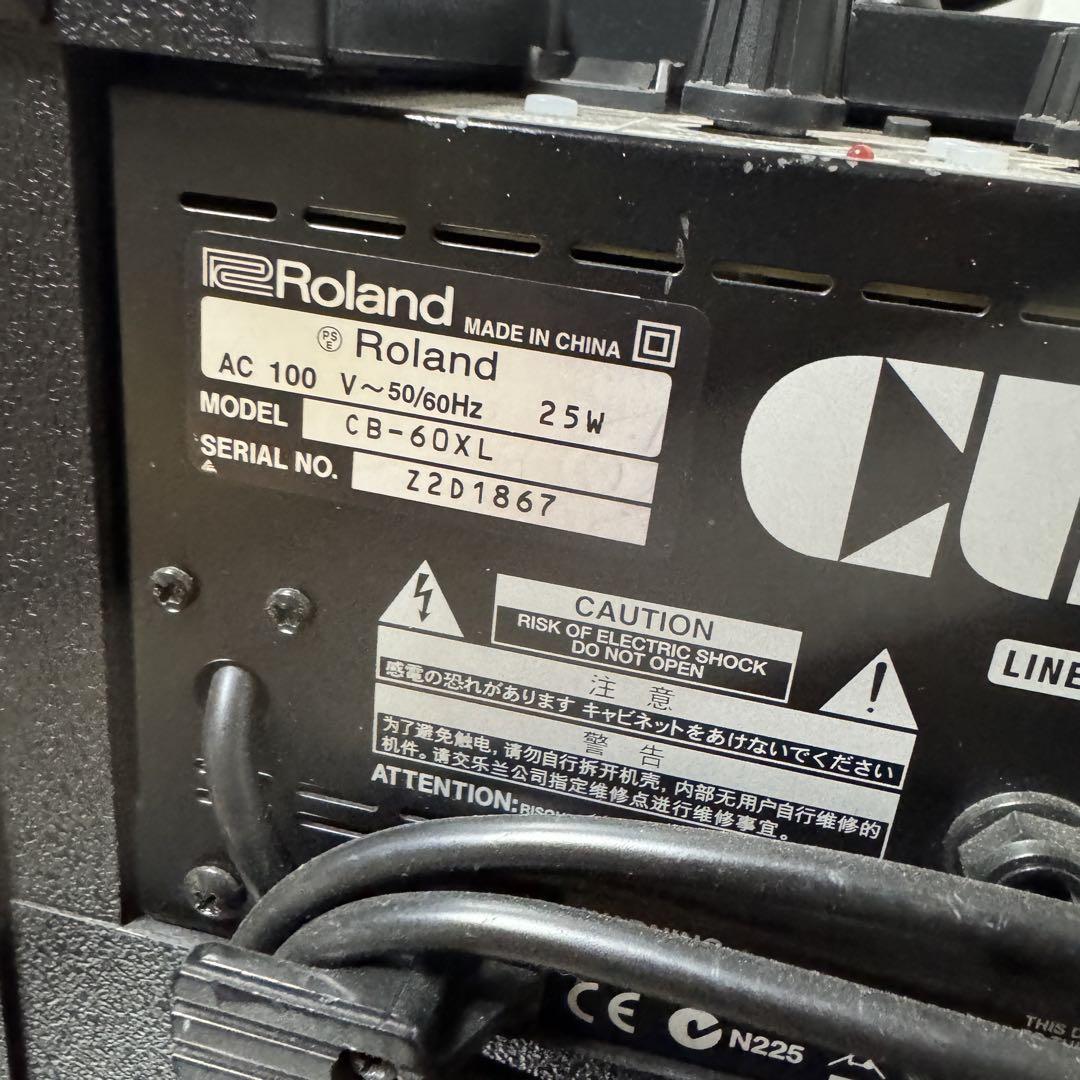 Roland MADE IN CHINA
PS E Roland
AC 100 V～50/60Hz 25W
MODEL CB-60XL
SERIAL NO. Z2D1867
CU
CAUTION
RISK OF ELECTRIC SHOCK
DO NOT OPEN
LINE
注意
感電の恐れがあります キャビネットをあけないでください
警告
为了避免触电，请勿自行拆开机壳，内部无用户自行维修的
机件。请交乐兰公司指定维修点进行维修事宜。
ATTENTION:
CE N225
THIS